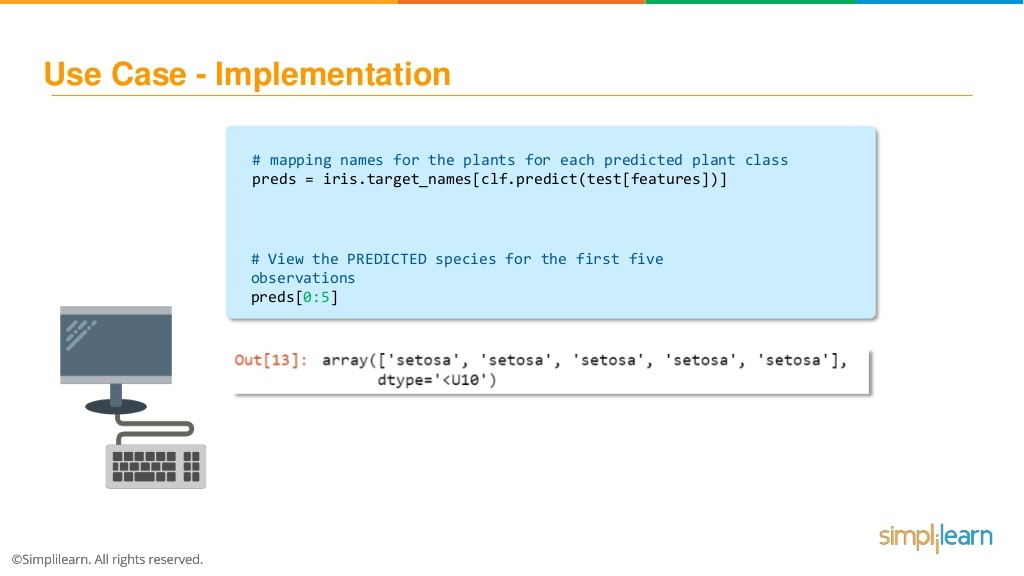 Use Case - Implementation
# mapping names for the plants for each predicted plant class
preds = iris.target_names[clf.predict(test[features])]
# View the PREDICTED species for the first five
observations
preds[0:5]
Out[13]: array(['setosa', 'setosa', 'setosa', 'setosa', 'setosa'],
dtype='<U10')
simplilearn
©Simplilearn. All rights reserved.